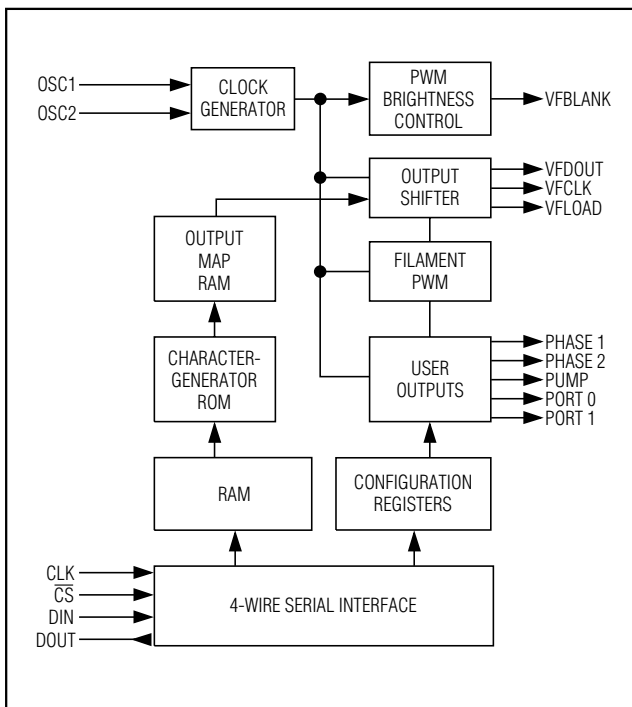 OSC1
OSC2
CLOCK
GENERATOR
PWM
BRIGHTNESS
CONTROL
VFBLANK
OUTPUT
SHIFTER
VFDOUT
VFCLK
VFLOAD
OUTPUT
MAP
RAM
FILAMENT
PWM
CHARACTER-
GENERATOR
ROM
USER
OUTPUTS
PHASE 1
PHASE 2
PUMP
PORT 0
PORT 1
RAM
CONFIGURATION
REGISTERS
CLK
C̅S̅
DIN
DOUT
4-WIRE SERIAL INTERFACE